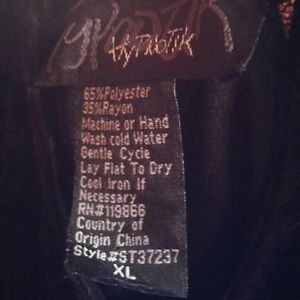 HYPNOTIK
65%Polyester
35%Rayon
Machine or Hand
Wash cold Water
Gentle Cycle
Lay Flat To Dry
Cool Iron If
Necessary
RN#119866
Country of
Origin China
Style#ST37237
XL